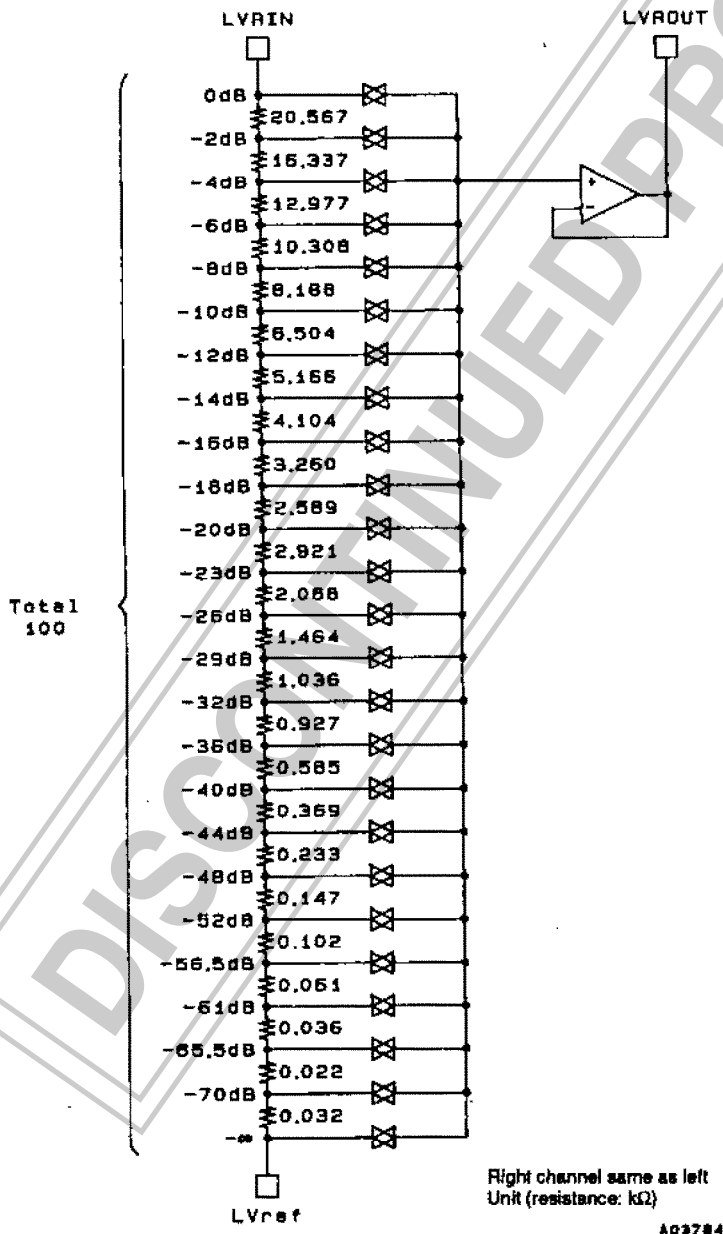 LVRIN
LVROUT
0dB
20.567
-2dB
16.337
-4dB
+
12.977
-
-6dB
10.308
-8dB
8.188
-10dB
6.504
-12dB
5.166
-14dB
4.104
-16dB
3.260
-18dB
2.589
-20dB
2.921
-23dB
2.068
Total
100
-26dB
1.464
-29dB
1.036
-32dB
0.927
-36dB
0.585
-40dB
0.369
-44dB
0.233
-48dB
0.147
-52dB
0.102
-56.5dB
0.061
-61dB
0.036
-65.5dB
0.022
-70dB
0.032
-∞
LVref
Right channel same as left
Unit (resistance: kΩ)
A03784
DISCONTINUED